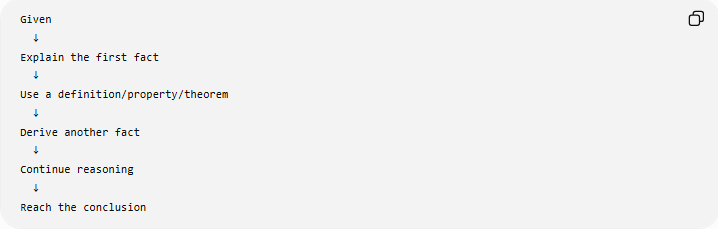 Given
↓
Explain the first fact
↓
Use a definition/property/theorem
↓
Derive another fact
↓
Continue reasoning
↓
Reach the conclusion